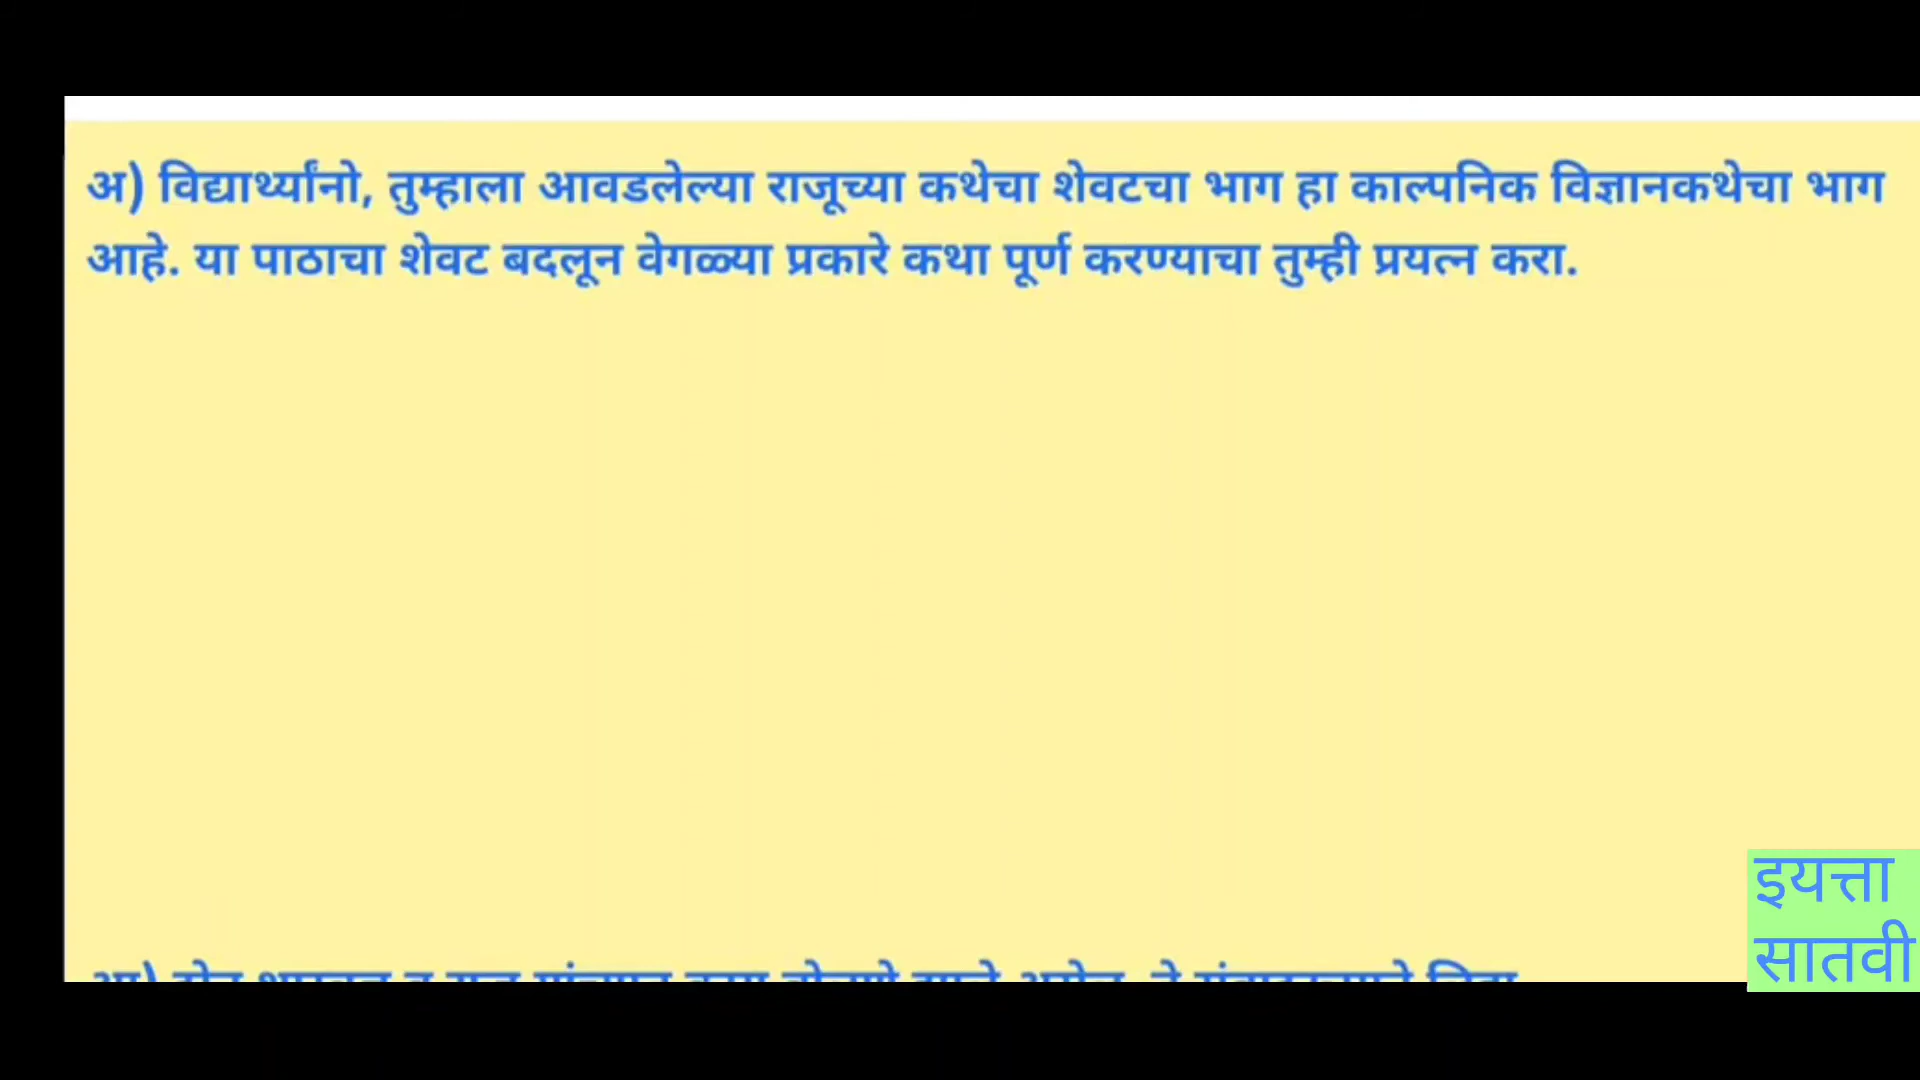 अ) विद्यार्थ्यांनो, तुम्हाला आवडलेल्या राजूच्या कथेचा शेवटचा भाग हा काल्पनिक विज्ञानकथेचा भाग
आहे. या पाठाचा शेवट बदलून वेगळ्या प्रकारे कथा पूर्ण करण्याचा तुम्ही प्रयत्न करा.
इयत्ता
सातवी